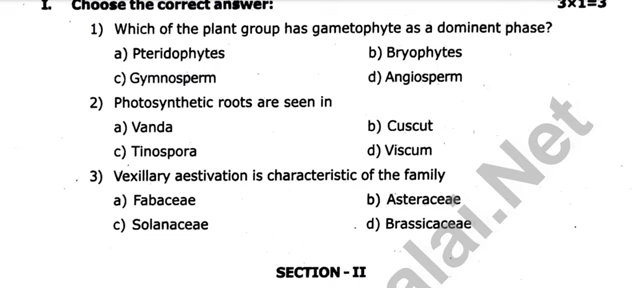 I. Choose the correct answer: 3x1=3
1) Which of the plant group has gametophyte as a dominant phase?
a) Pteridophytes b) Bryophytes
c) Gymnosperm d) Angiosperm
2) Photosynthetic roots are seen in
a) Vanda b) Cuscut
c) Tinospora d) Viscum
3) Vexillary aestivation is characteristic of the family
a) Fabaceae b) Asteraceae
c) Solanaceae d) Brassicaceae
SECTION - II
alai.Net